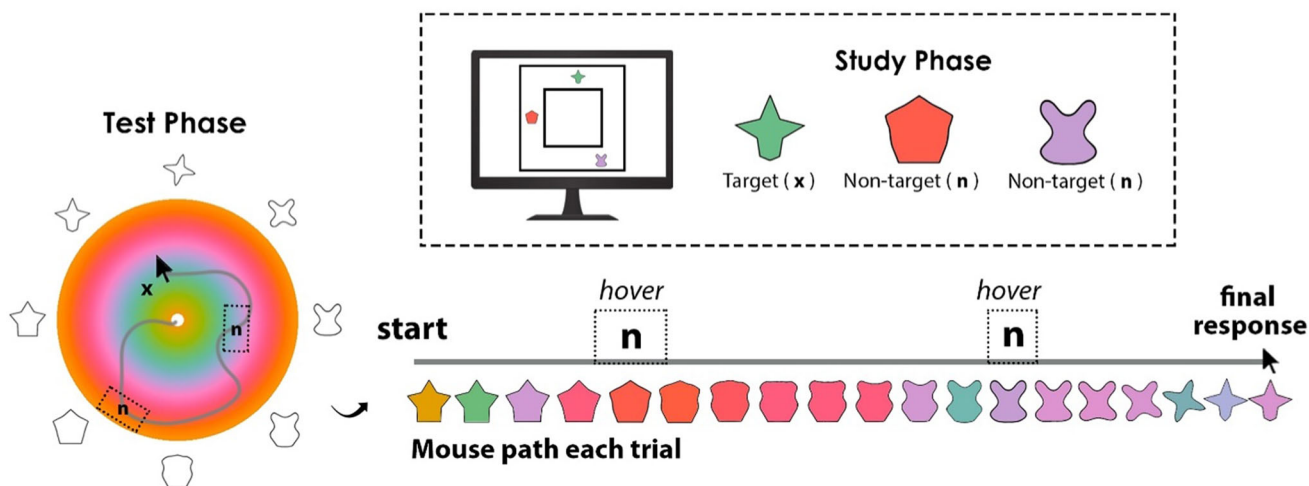 Study Phase
Target ( x )
Non-target ( n )
Non-target ( n )
Test Phase
x
n
n
start
hover
n
hover
n
final
response
Mouse path each trial